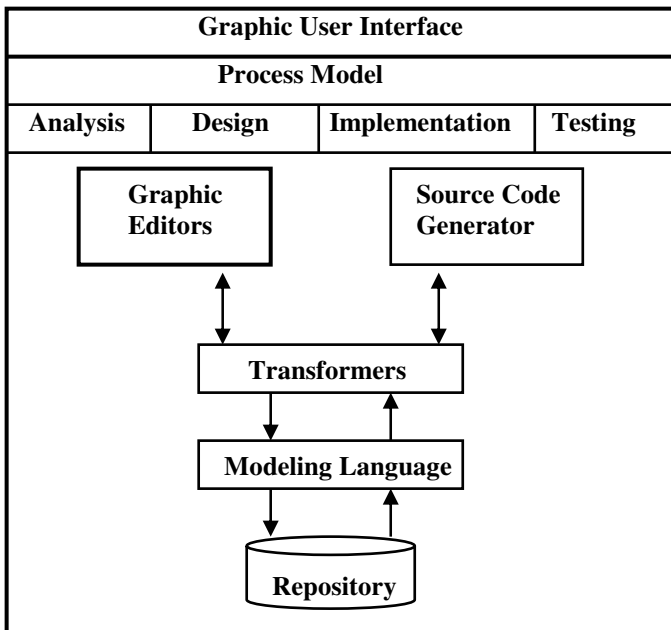 Graphic User Interface
Process Model
Analysis
Design
Implementation
Testing
Graphic
Editors
Source Code
Generator
Transformers
Modeling Language
Repository